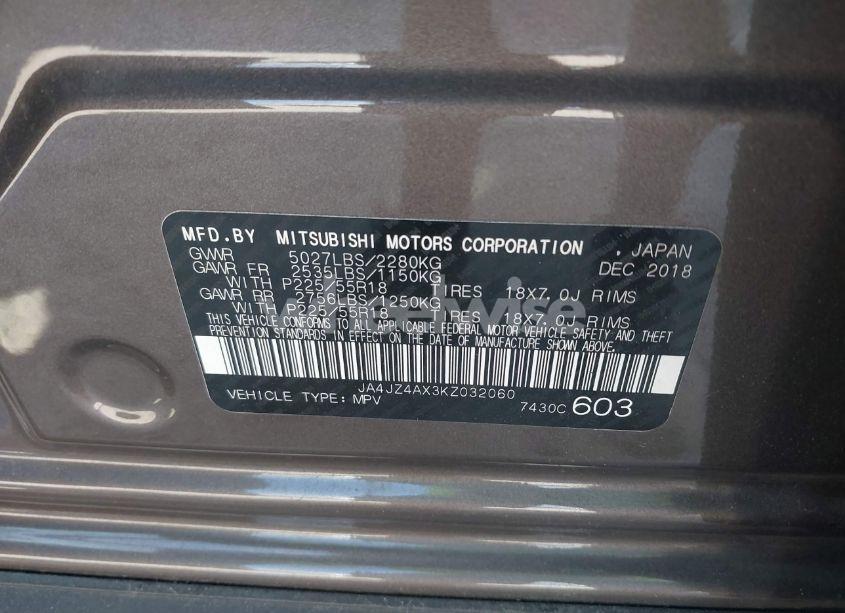 MFD.BY MITSUBISHI MOTORS CORPORATION , JAPAN
GVWR 5027LBS/2280KG DEC 2018
GAWR FR 2535LBS/1150KG
WITH P225/55R18 TIRES 18X7.0J RIMS
GAWR RR 2756LBS/1250KG
WITH P225/55R18 TIRES 18X7.0J RIMS
THIS VEHICLE CONFORMS TO ALL APPLICABLE FEDERAL MOTOR VEHICLE SAFETY AND THEFT
PREVENTION STANDARDS IN EFFECT ON THE DATE OF MANUFACTURE SHOWN ABOVE.
JA4JZ4AX3KZ032060
VEHICLE TYPE: MPV 7430C 603